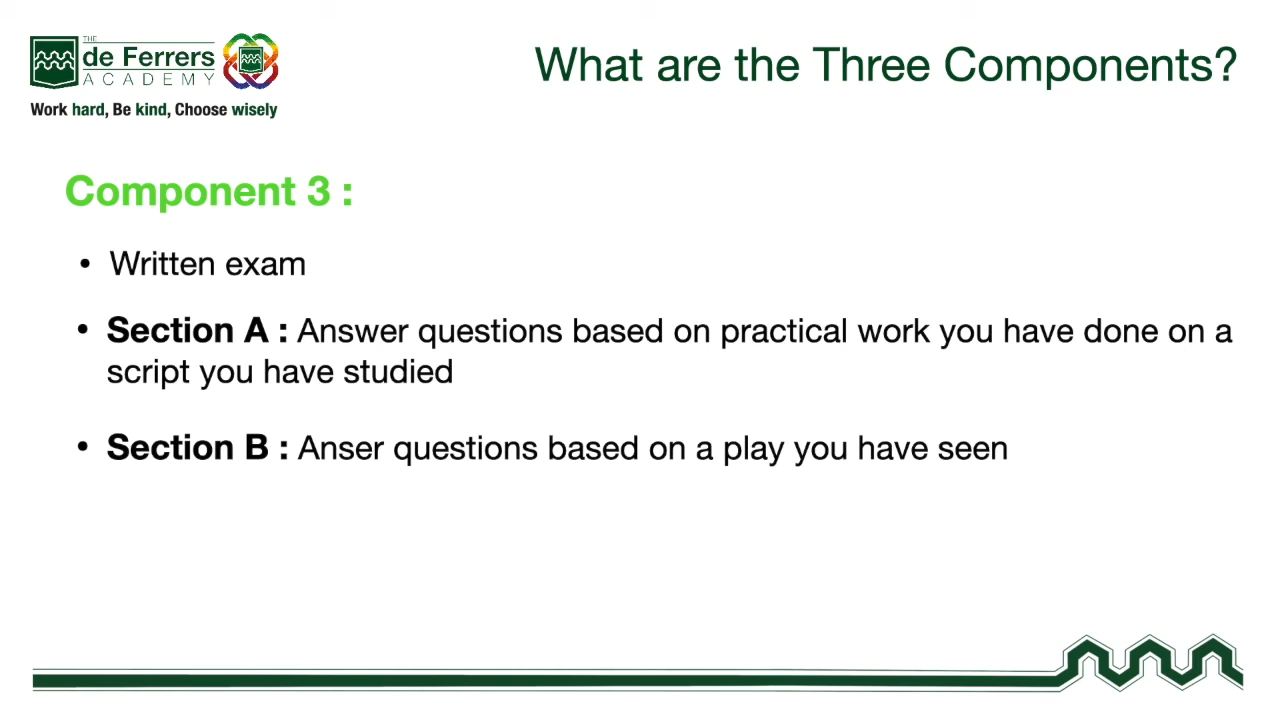 THE
de Ferrers
ACADEMY
Work hard, Be kind, Choose wisely
What are the Three Components?
Component 3 :
• Written exam
• Section A : Answer questions based on practical work you have done on a
script you have studied
• Section B : Anser questions based on a play you have seen